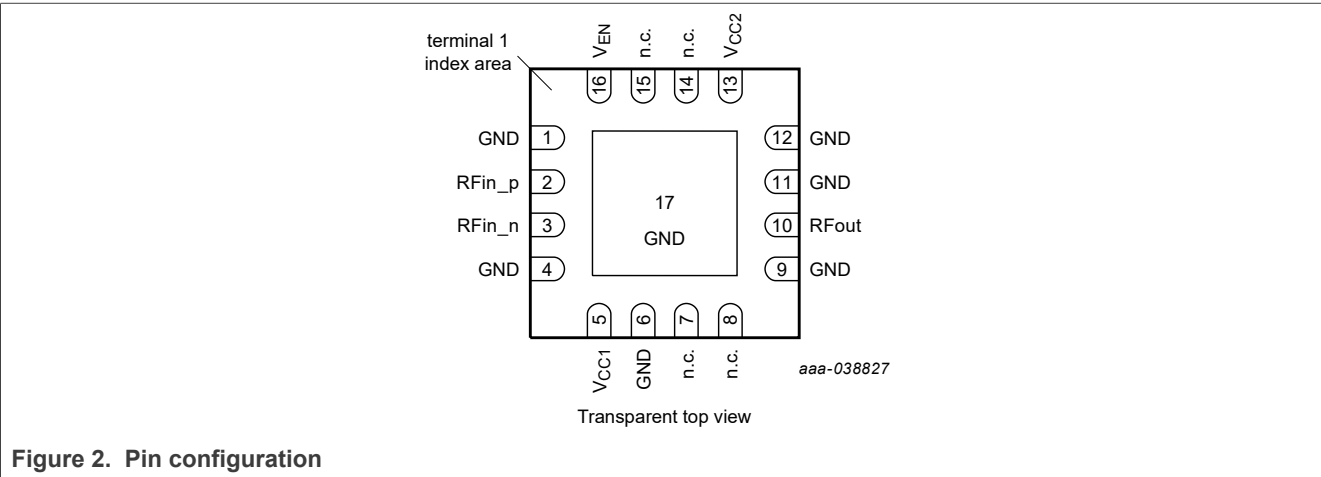 terminal 1
index area
VEN
n.c.
n.c.
VCC2
16
15
14
13
GND 1
12 GND
RFin_p 2
11 GND
RFin_n 3
10 RFout
GND 4
9 GND
17
GND
5
6
7
8
VCC1
GND
n.c.
n.c.
aaa-038827
Transparent top view
Figure 2. Pin configuration